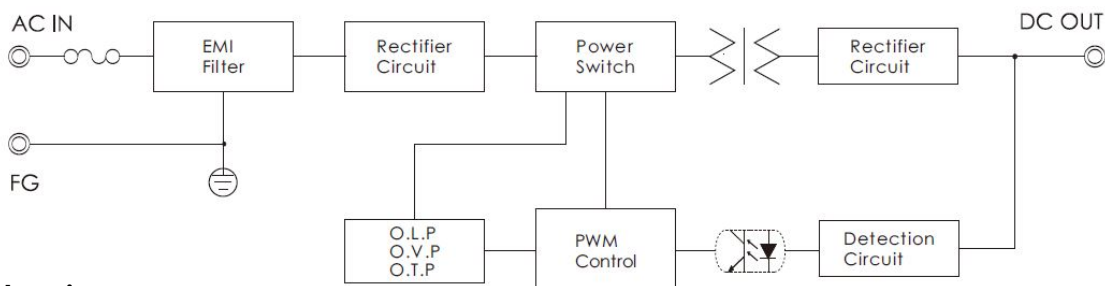 AC IN
DC OUT
EMI
Filter
Rectifier
Circuit
Power
Switch
Rectifier
Circuit
FG
O.L.P
O.V.P
O.T.P
PWM
Control
Detection
Circuit